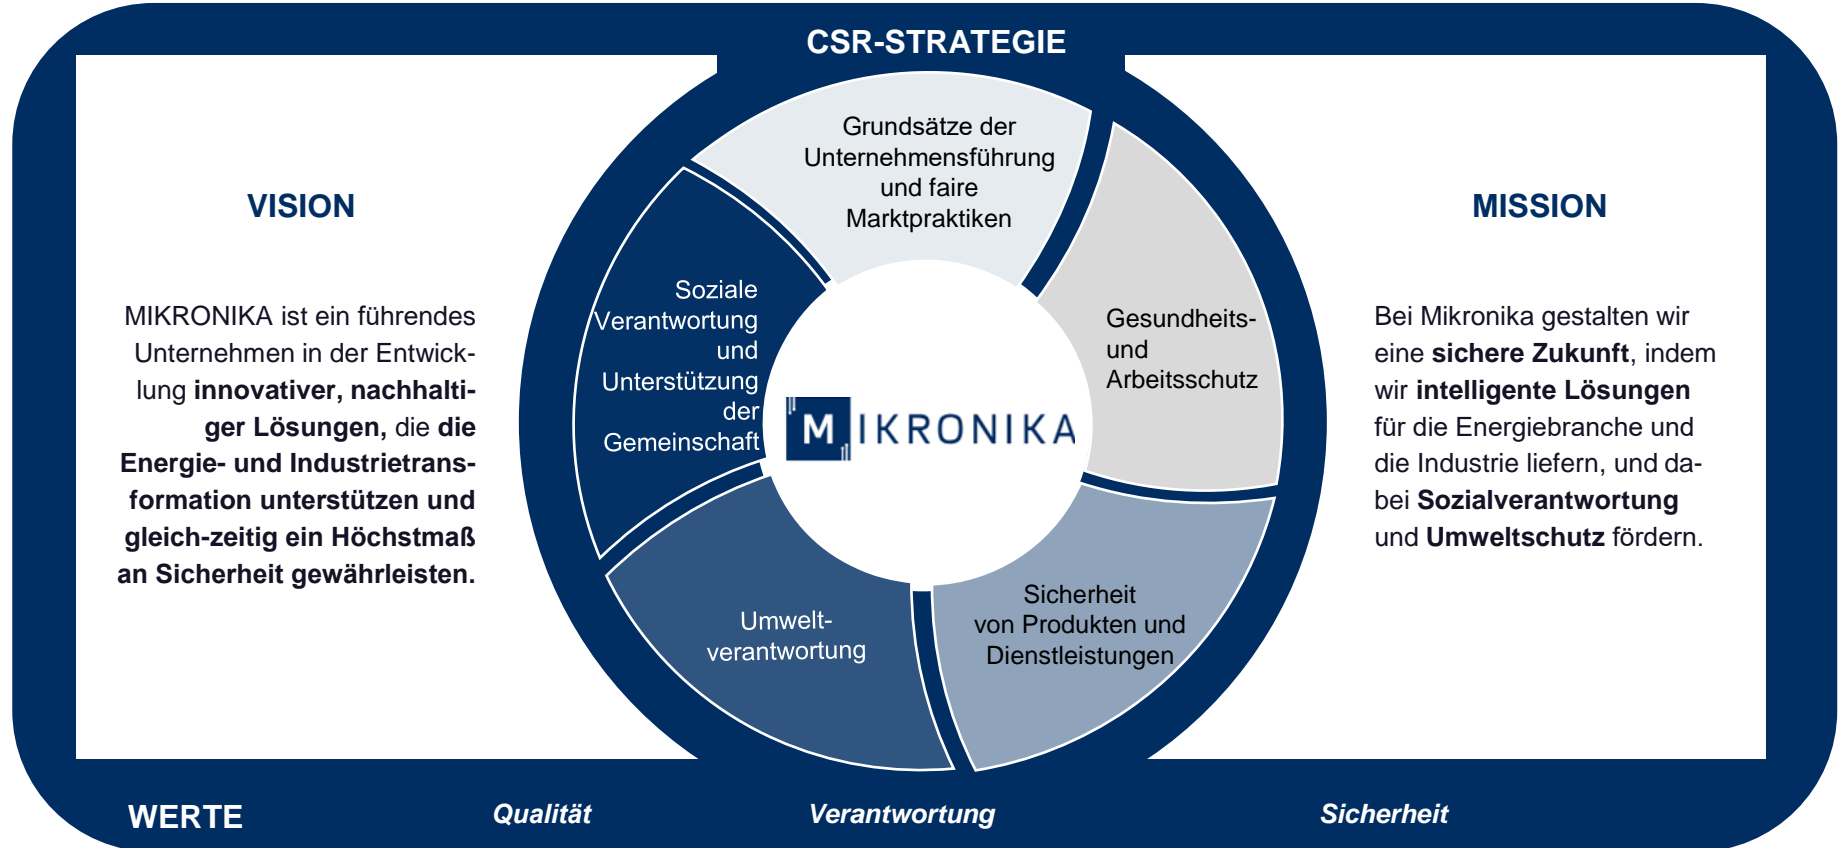 CSR-STRATEGIE
VISION
MIKRONIKA ist ein führendes
Unternehmen in der Entwick-
lung innovativer, nachhalti-
ger Lösungen, die die
Energie- und Industrietrans-
formation unterstützen und
gleich-zeitig ein Höchstmaß
an Sicherheit gewährleisten.
Grundsätze der
Unternehmensführung
und faire
Marktpraktiken
Gesundheits-
und
Arbeitsschutz
Sicherheit
von Produkten und
Dienstleistungen
Umwelt-
verantwortung
Soziale
Verantwortung
und
Unterstützung
der
Gemeinschaft
MIKRONIKA
MISSION
Bei Mikronika gestalten wir
eine sichere Zukunft, indem
wir intelligente Lösungen
für die Energiebranche und
die Industrie liefern, und da-
bei Sozialverantwortung
und Umweltschutz fördern.
WERTE
Qualität
Verantwortung
Sicherheit